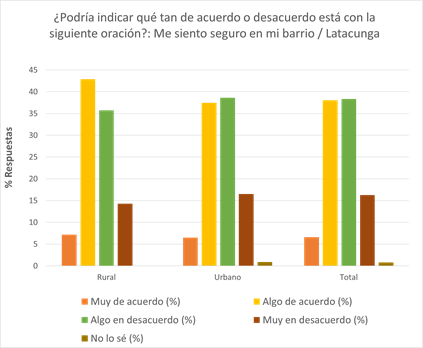 ¿Podría indicar qué tan de acuerdo o desacuerdo está con la
siguiente oración?: Me siento seguro en mi barrio / Latacunga
% Respuestas
45
40
35
30
25
20
15
10
5
0
Rural Urbano Total
Muy de acuerdo (%) Algo de acuerdo (%)
Algo en desacuerdo (%) Muy en desacuerdo (%)
No lo sé (%)